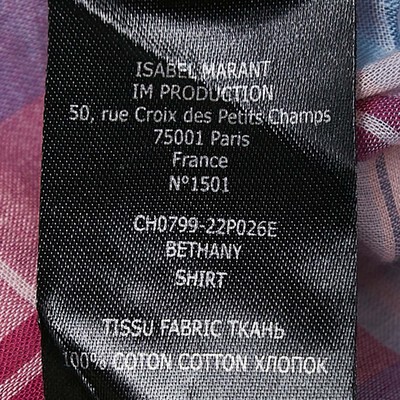 ISABEL MARANT
IM PRODUCTION
50, rue Croix des Petits Champs
75001 Paris
France
N°1501
CH0799-22P026E
BETHANY
SHIRT
TISSU FABRIC ТКАНЬ
100% COTON COTTON ХЛОПОК